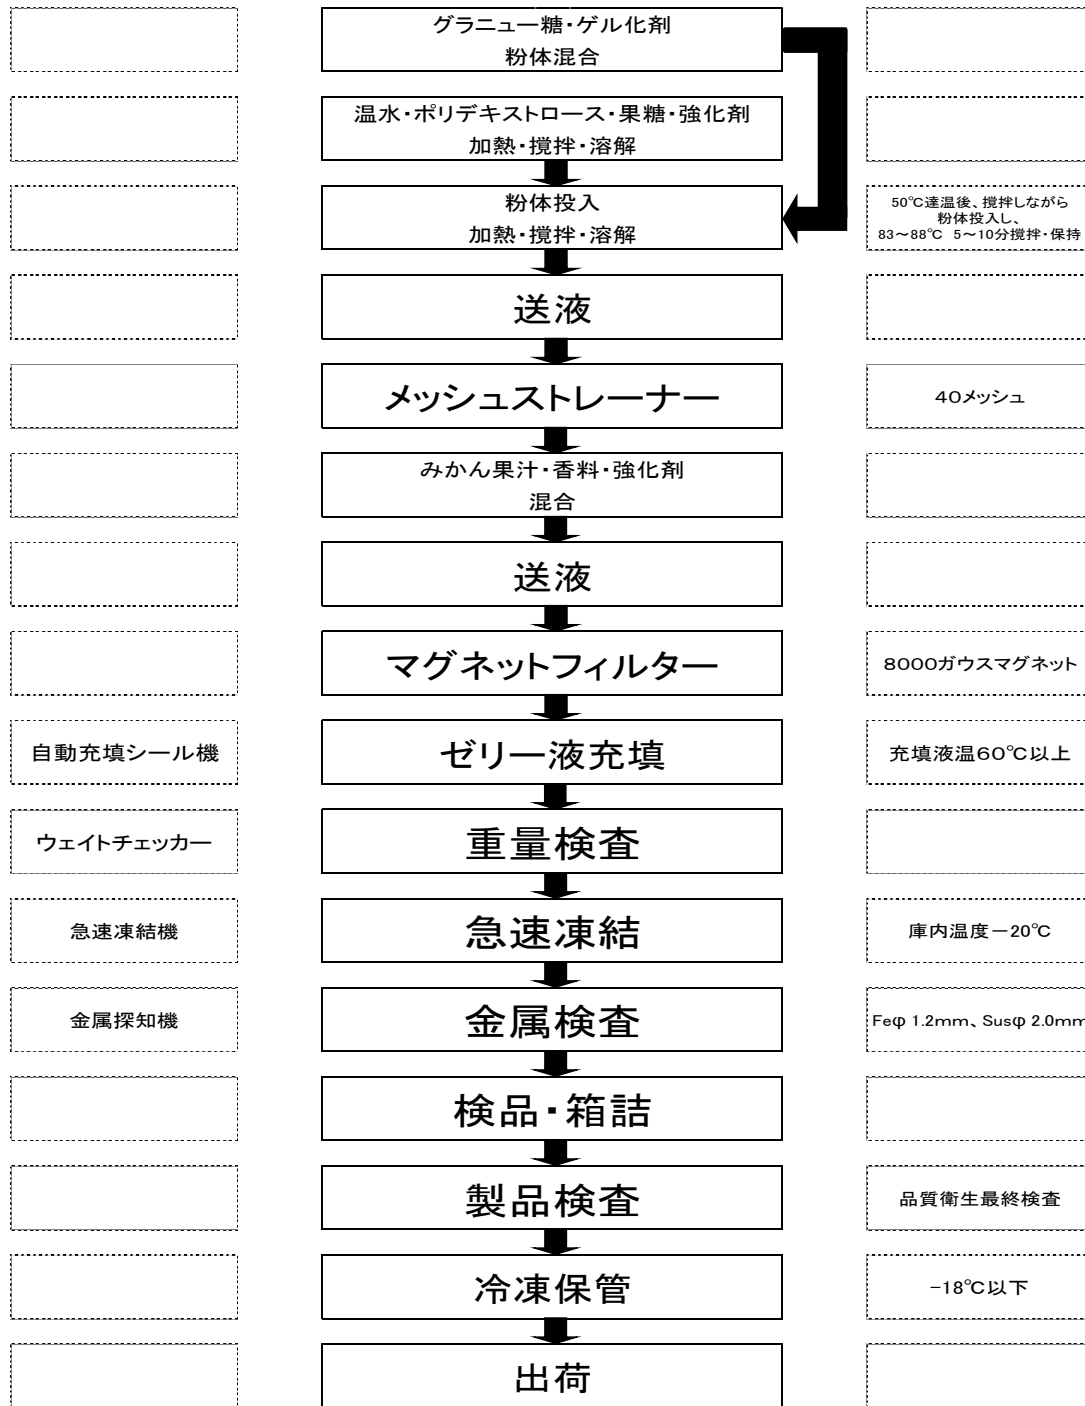 グラニュー糖・ゲル化剤
粉体混合
温水・ポリデキストロース・果糖・強化剤
加熱・撹拌・溶解
粉体投入
加熱・撹拌・溶解
50℃達温後、撹拌しながら
粉体投入し、
83～88℃ 5～10分撹拌・保持
送液
メッシュストレーナー
40メッシュ
みかん果汁・香料・強化剤
混合
送液
マグネットフィルター
8000ガウスマグネット
自動充填シール機
ゼリー液充填
充填液温60℃以上
ウェイトチェッカー
重量検査
急速凍結機
急速凍結
庫内温度－20℃
金属探知機
金属検査
Feφ 1.2mm、Susφ 2.0mm
検品・箱詰
製品検査
品質衛生最終検査
冷凍保管
-18℃以下
出荷